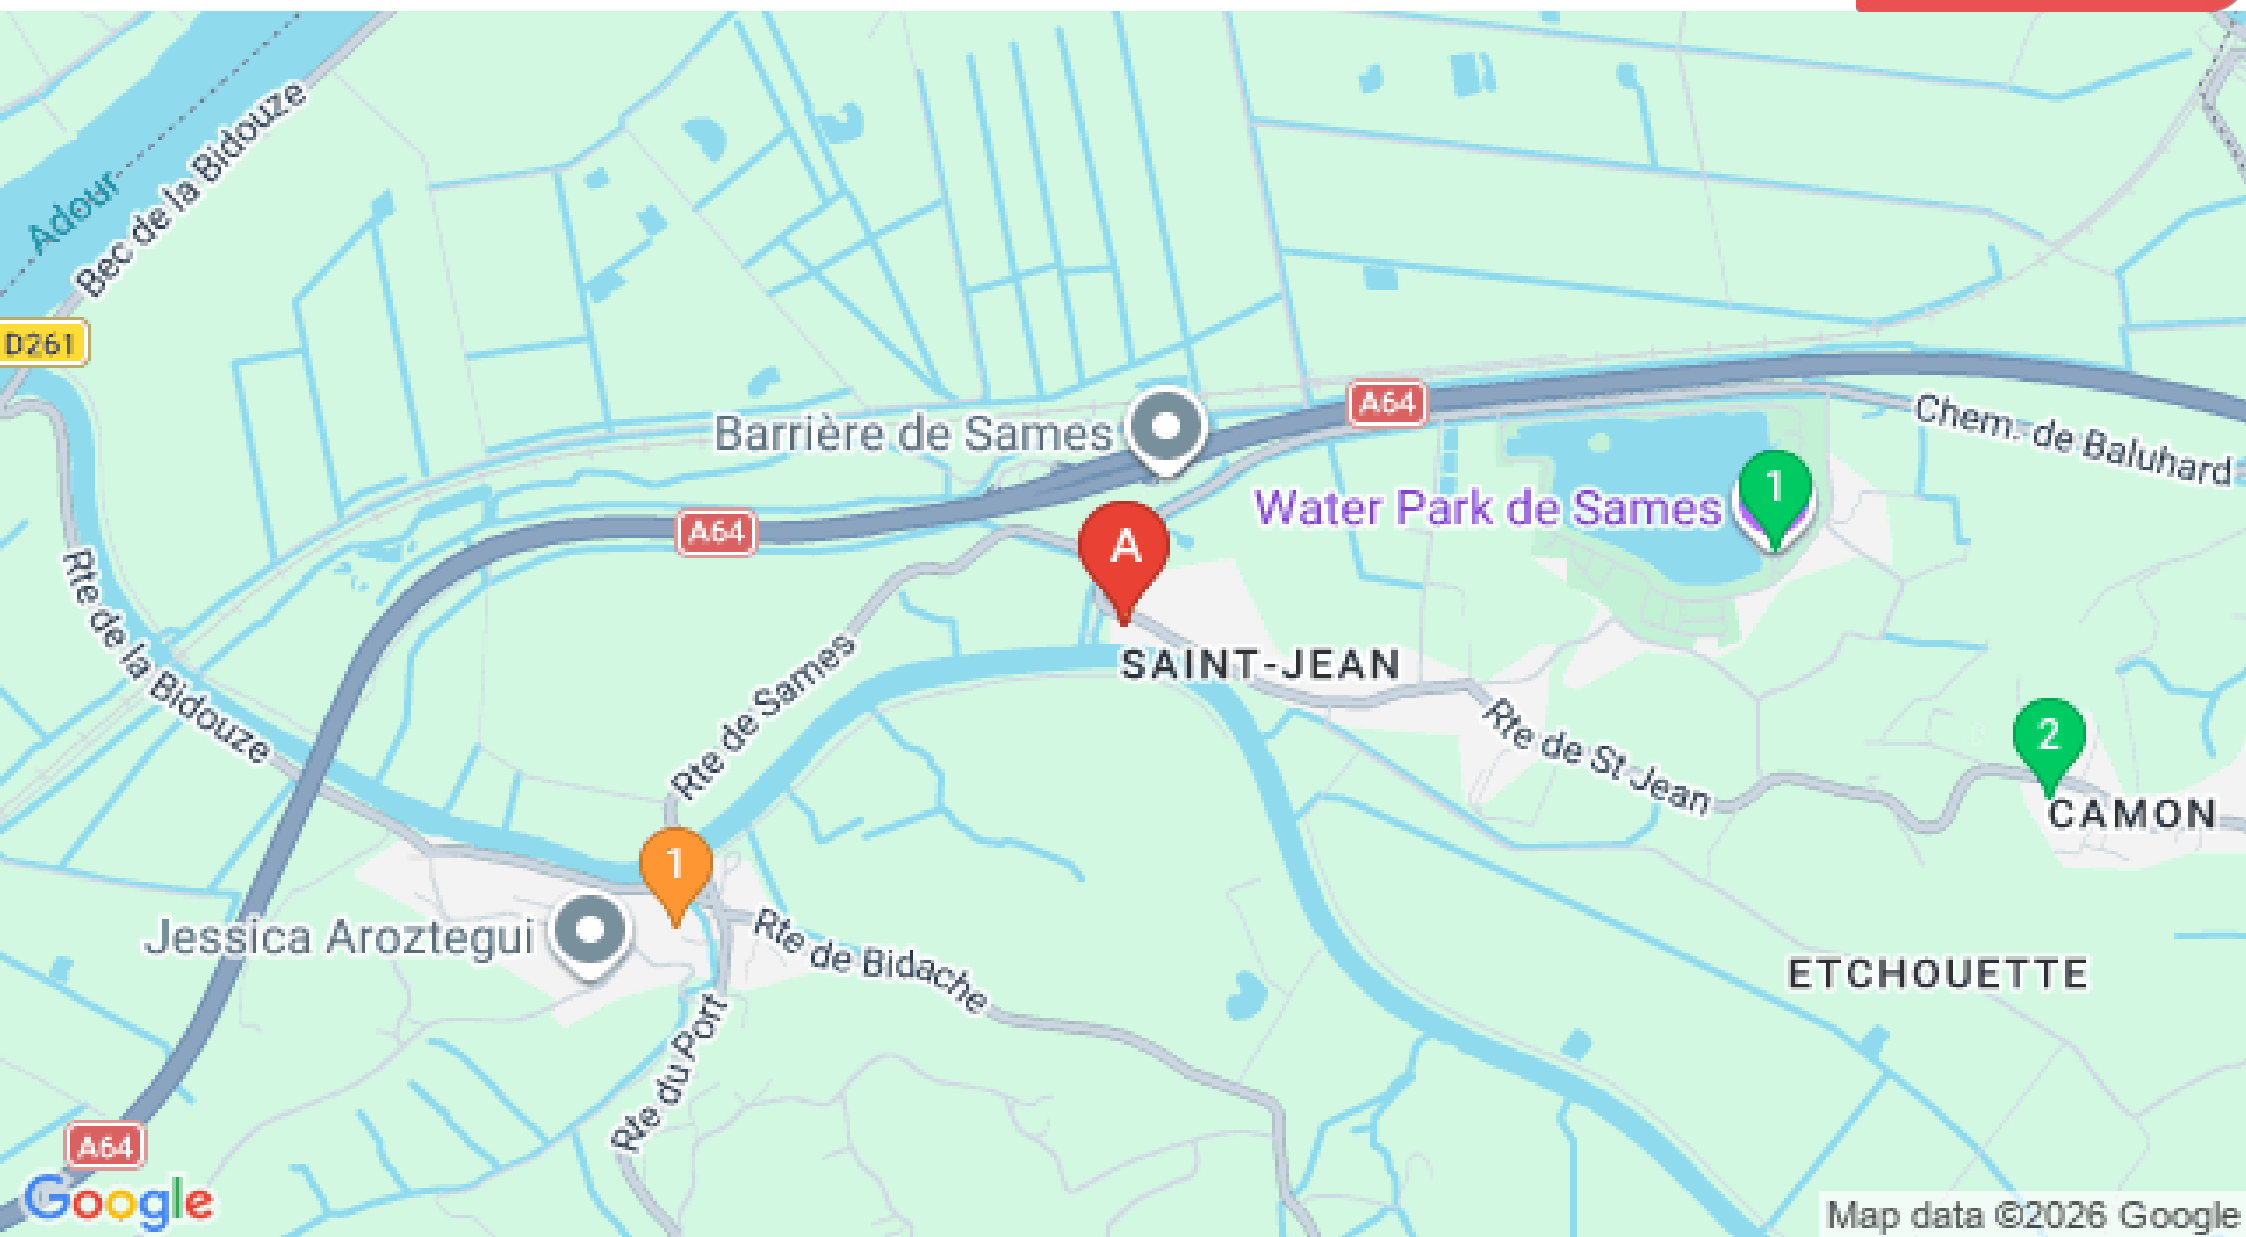 Adour
Bec de la Bidouze
D261
Barrière de Sames
A64
Chem. de Baluhard
A64
A
Water Park de Sames
1
Rte de la Bidouze
Rte de Sames
SAINT-JEAN
Rte de St Jean
2
CAMON
1
Jessica Aroztegui
Rte de Bidache
ETCHOUETTE
Rte du Port
A64
Google
Map data ©2026 Google